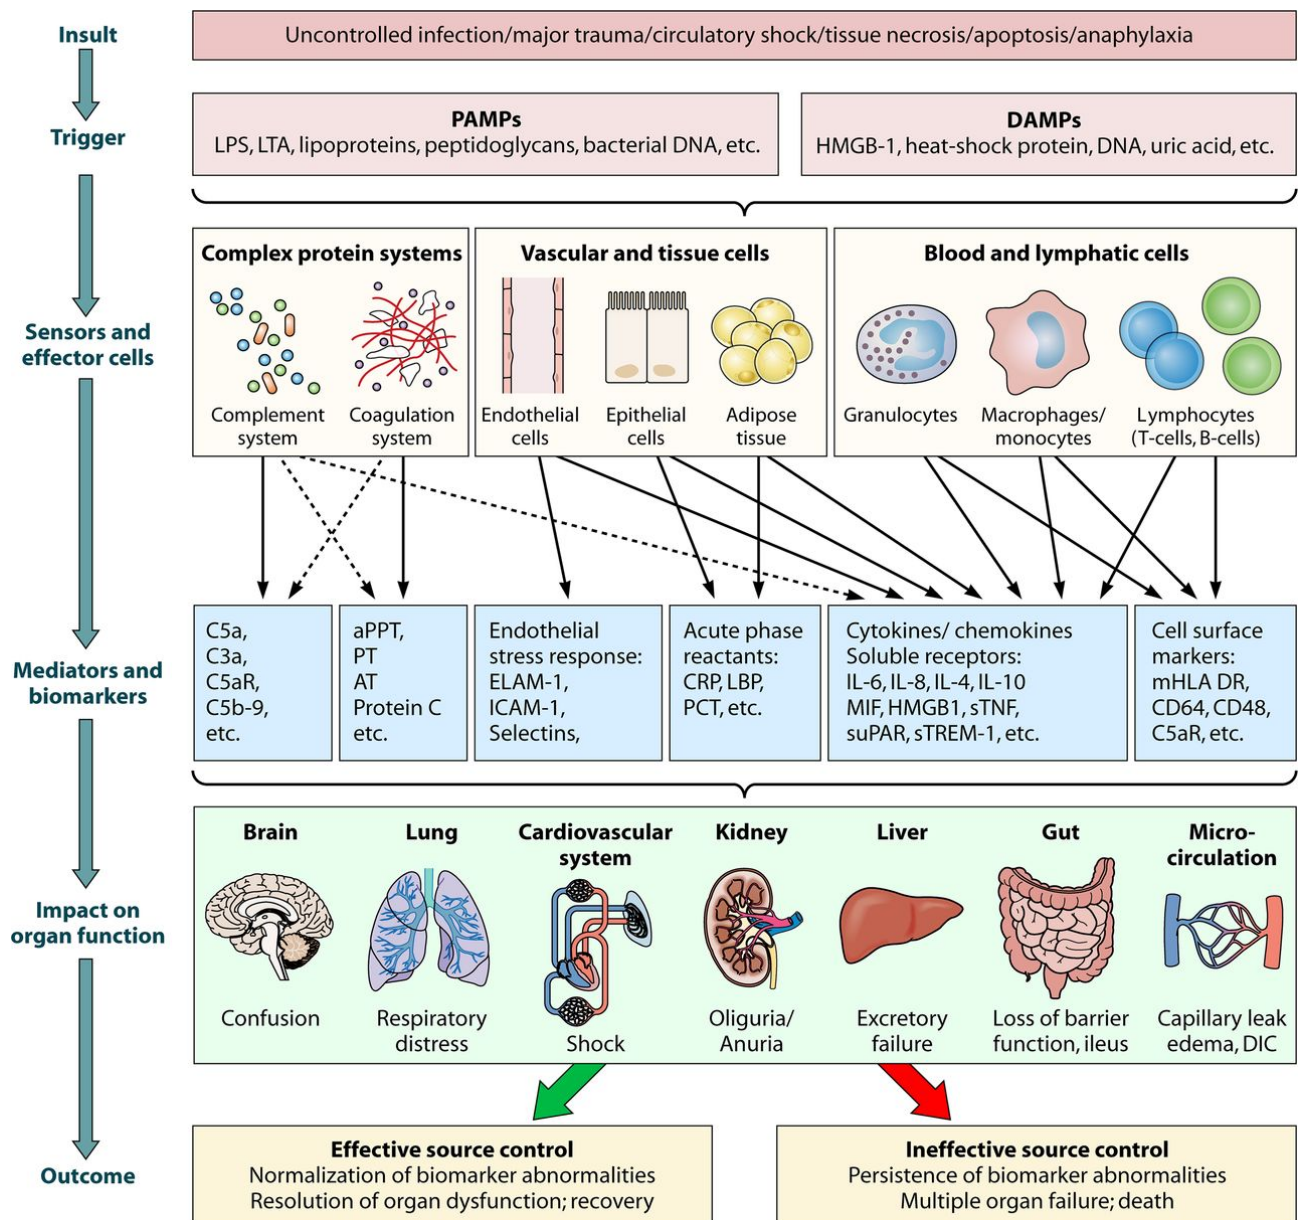 Insult
Uncontrolled infection/major trauma/circulatory shock/tissue necrosis/apoptosis/anaphylaxia
Trigger
PAMPs
LPS, LTA, lipoproteins, peptidoglycans, bacterial DNA, etc.
DAMPs
HMGB-1, heat-shock protein, DNA, uric acid, etc.
Sensors and
effector cells
Complex protein systems
Complement
system
Coagulation
system
Vascular and tissue cells
Endothelial
cells
Epithelial
cells
Adipose
tissue
Blood and lymphatic cells
Granulocytes
Macrophages/
monocytes
Lymphocytes
(T-cells, B-cells)
Mediators and
biomarkers
C5a,
C3a,
C5aR,
C5b-9,
etc.
aPPT,
PT
AT
Protein C
etc.
Endothelial
stress response:
ELAM-1,
ICAM-1,
Selectins,
Acute phase
reactants:
CRP, LBP,
PCT, etc.
Cytokines/ chemokines
Soluble receptors:
IL-6, IL-8, IL-4, IL-10
MIF, HMGB1, sTNF,
suPAR, sTREM-1, etc.
Cell surface
markers:
mHLA DR,
CD64, CD48,
C5aR, etc.
Impact on
organ function
Brain
Confusion
Lung
Respiratory
distress
Cardiovascular
system
Shock
Kidney
Oliguria/
Anuria
Liver
Excretory
failure
Gut
Loss of barrier
function, ileus
Micro-
circulation
Capillary leak
edema, DIC
Outcome
Effective source control
Normalization of biomarker abnormalities
Resolution of organ dysfunction; recovery
Ineffective source control
Persistence of biomarker abnormalities
Multiple organ failure; death